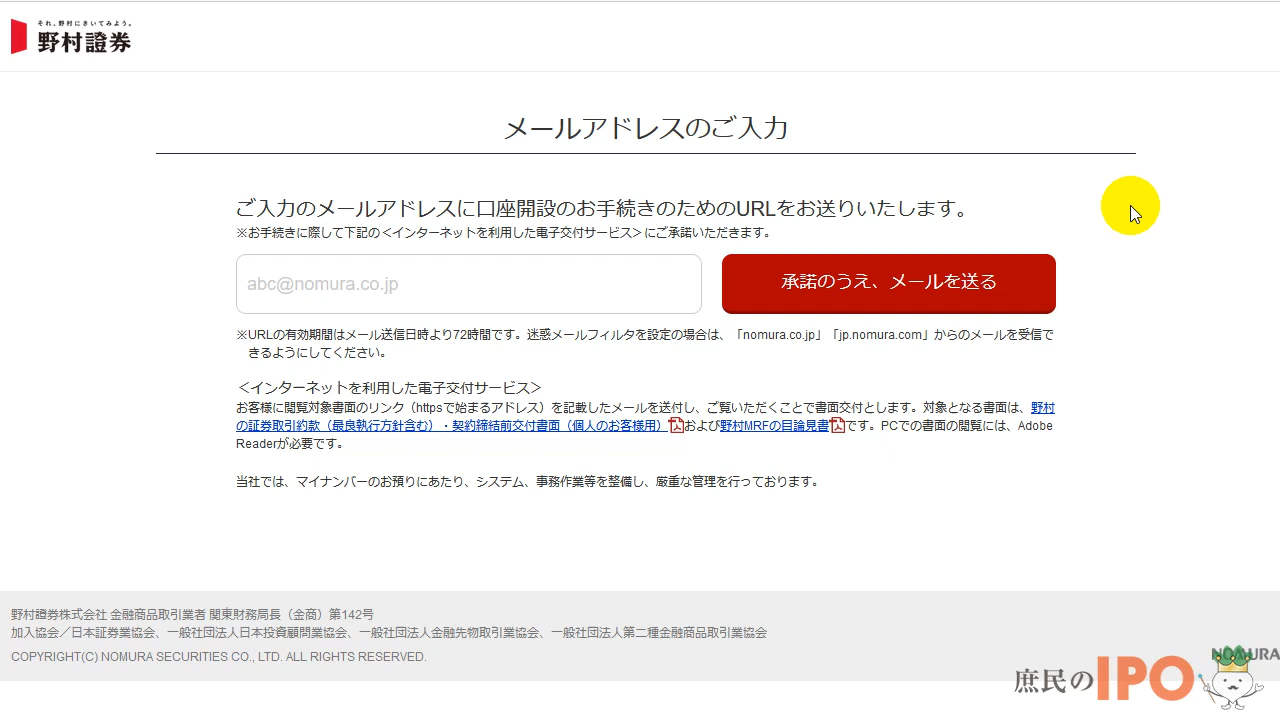 それ、野村にきいてみよう。
野村證券
メールアドレスのご入力
ご入力のメールアドレスに口座開設のお手続きのためのURLをお送りいたします。
※お手続きに際して下記の＜インターネットを利用した電子交付サービス＞にご承諾いただきます。
abc@nomura.co.jp
承諾のうえ、メールを送る
※URLの有効期間はメール送信日時より72時間です。迷惑メールフィルタを設定の場合は、「nomura.co.jp」「jp.nomura.com」からのメールを受信で
きるようにしてください。
＜インターネットを利用した電子交付サービス＞
お客様に閲覧対象書面のリンク（httpsで始まるアドレス）を記載したメールを送付し、ご覧いただくことで書面交付とします。対象となる書面は、野村
の証券取引約款（最良執行方針含む）・契約締結前交付書面（個人のお客様用）および野村MRFの目論見書です。PCでの書面の閲覧には、Adobe
Readerが必要です。
当社では、マイナンバーのお預りにあたり、システム、事務作業等を整備し、厳重な管理を行っております。
野村證券株式会社 金融商品取引業者 関東財務局長（金商）第142号
加入協会／日本証券業協会、一般社団法人日本投資顧問業協会、一般社団法人金融先物取引業協会、一般社団法人第二種金融商品取引業協会
COPYRIGHT(C) NOMURA SECURITIES CO., LTD. ALL RIGHTS RESERVED.
NOMURA
庶民のIPO